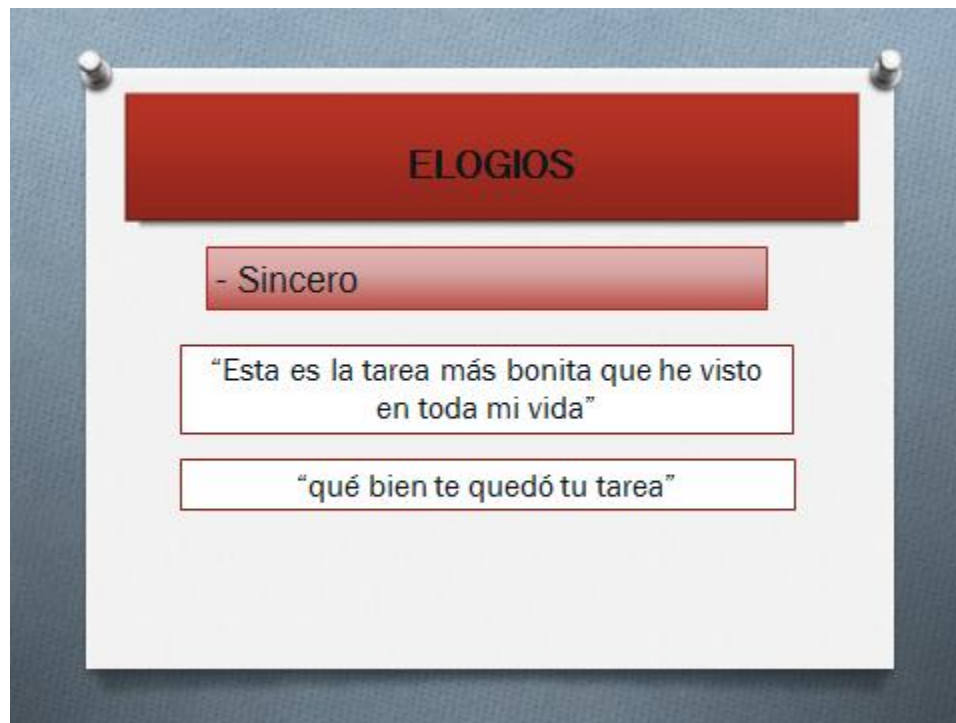 ELOGIOS
- Sincero
“Esta es la tarea más bonita que he visto
en toda mi vida”
“qué bien te quedó tu tarea”